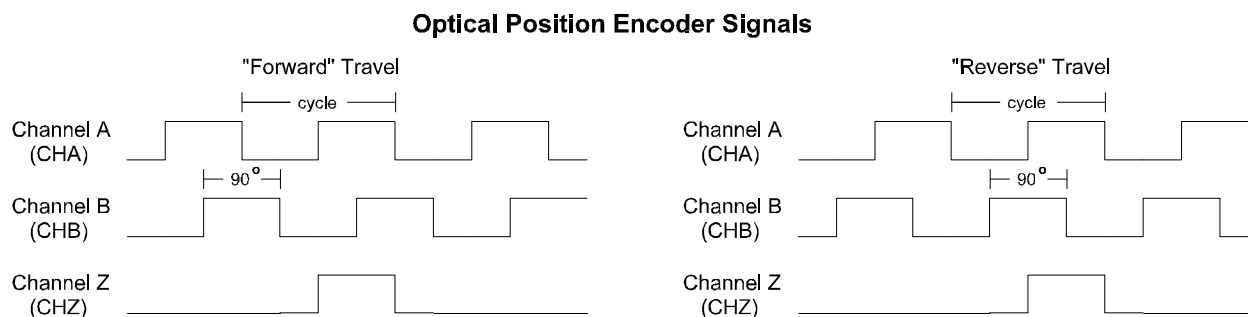 Optical Position Encoder Signals
"Forward" Travel
cycle
Channel A
(CHA)
90°
Channel B
(CHB)
Channel Z
(CHZ)
"Reverse" Travel
cycle
Channel A
(CHA)
90°
Channel B
(CHB)
Channel Z
(CHZ)